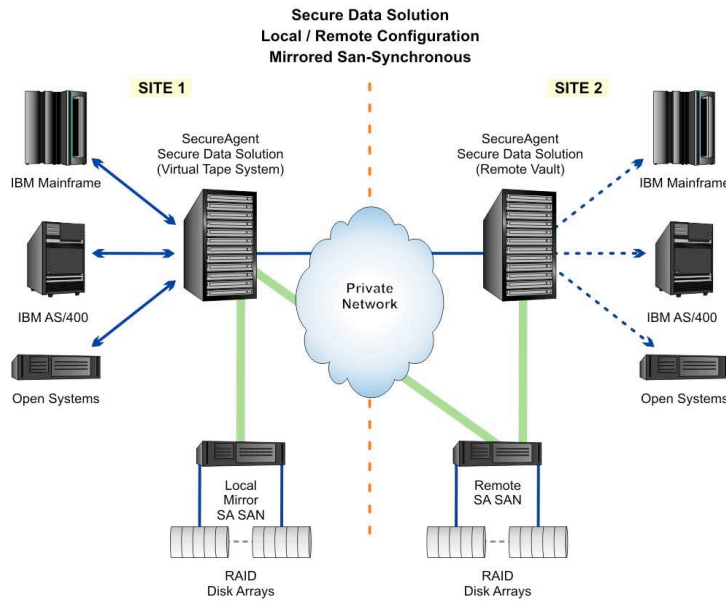 Secure Data Solution
Local / Remote Configuration
Mirrored San-Synchronous
SITE 1
SITE 2
SecureAgent
Secure Data Solution
(Virtual Tape System)
SecureAgent
Secure Data Solution
(Remote Vault)
IBM Mainframe
IBM Mainframe
IBM AS/400
IBM AS/400
Private
Network
Open Systems
Open Systems
Local
Mirror
SA SAN
Remote
SA SAN
RAID
Disk Arrays
RAID
Disk Arrays